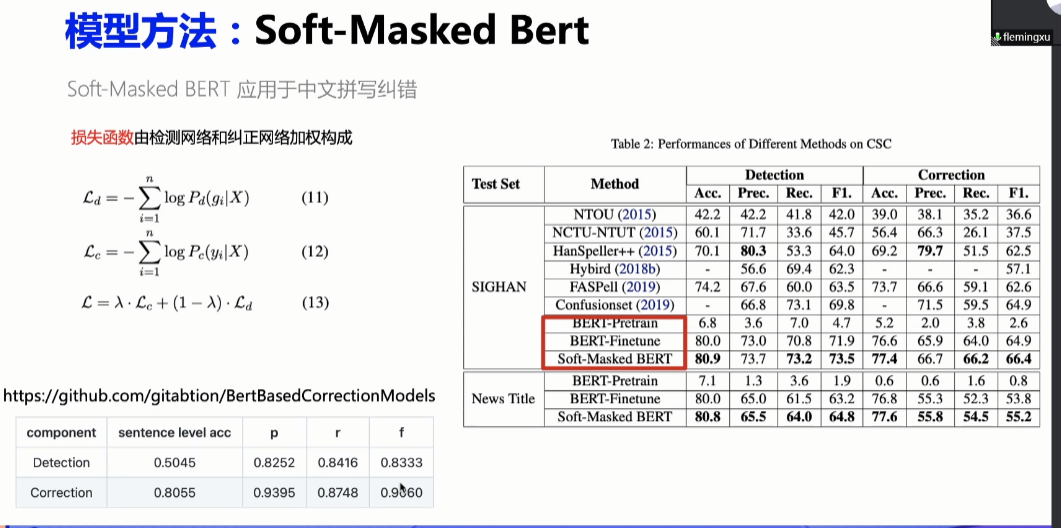 模型方法：Soft-Masked Bert
flemingxu
Soft-Masked BERT 应用于中文拼写纠错
损失函数由检测网络和纠正网络加权构成
$\mathcal{L}_d = -\sum_{i=1}^{n} \log P_d(g_i|X)$ (11)
$\mathcal{L}_c = -\sum_{i=1}^{n} \log P_c(y_i|X)$ (12)
$\mathcal{L} = \lambda \cdot \mathcal{L}_c + (1 - \lambda) \cdot \mathcal{L}_d$ (13)
https://github.com/gitabtion/BertBasedCorrectionModels
component sentence level acc p r f
Detection 0.5045 0.8252 0.8416 0.8333
Correction 0.8055 0.9395 0.8748 0.9060
Table 2: Performances of Different Methods on CSC
Test Set Method Detection Correction
Acc. Prec. Rec. F1. Acc. Prec. Rec. F1.
SIGHAN
NTOU (2015) 42.2 42.2 41.8 42.0 39.0 38.1 35.2 36.6
NCTU-NTUT (2015) 60.1 71.7 33.6 45.7 56.4 66.3 26.1 37.5
HanSpeller++ (2015) 70.1 80.3 53.3 64.0 69.2 79.7 51.5 62.5
Hybird (2018b) - 56.6 69.4 62.3 - - - 57.1
FASPell (2019) 74.2 67.6 60.0 63.5 73.7 66.6 59.1 62.6
Confusionset (2019) - 66.8 73.1 69.8 - 71.5 59.5 64.9
BERT-Pretrain 6.8 3.6 7.0 4.7 5.2 2.0 3.8 2.6
BERT-Finetune 80.0 73.0 70.8 71.9 76.6 65.9 64.0 64.9
Soft-Masked BERT 80.9 73.7 73.2 73.5 77.4 66.7 66.2 66.4
News Title
BERT-Pretrain 7.1 1.3 3.6 1.9 0.6 0.6 1.6 0.8
BERT-Finetune 80.0 65.0 61.5 63.2 76.8 55.3 52.3 53.8
Soft-Masked BERT 80.8 65.5 64.0 64.8 77.6 55.8 54.5 55.2